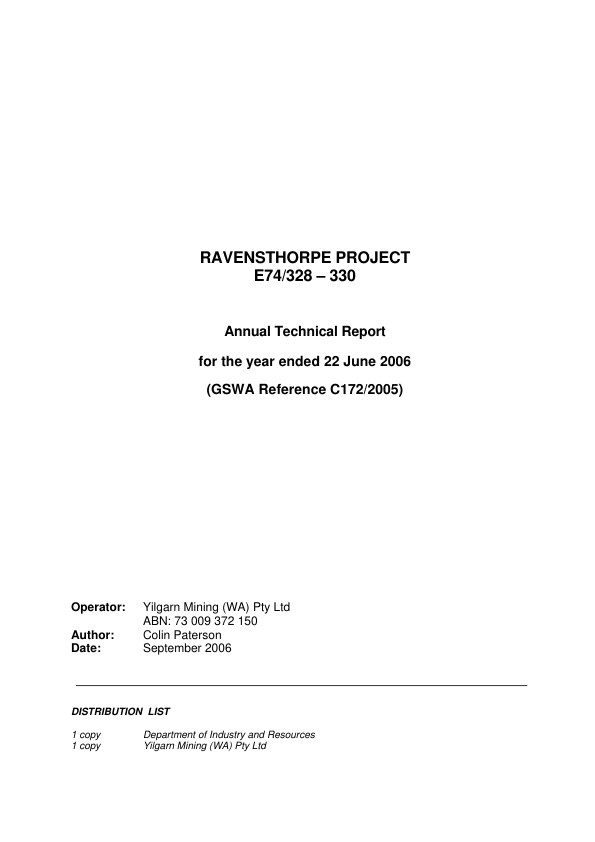 RAVENSTHORPE PROJECT
E74/328 – 330
Annual Technical Report
for the year ended 22 June 2006
(GSWA Reference C172/2005)
Operator: Yilgarn Mining (WA) Pty Ltd
ABN: 73 009 372 150
Author: Colin Paterson
Date: September 2006
DISTRIBUTION LIST
1 copy Department of Industry and Resources
1 copy Yilgarn Mining (WA) Pty Ltd